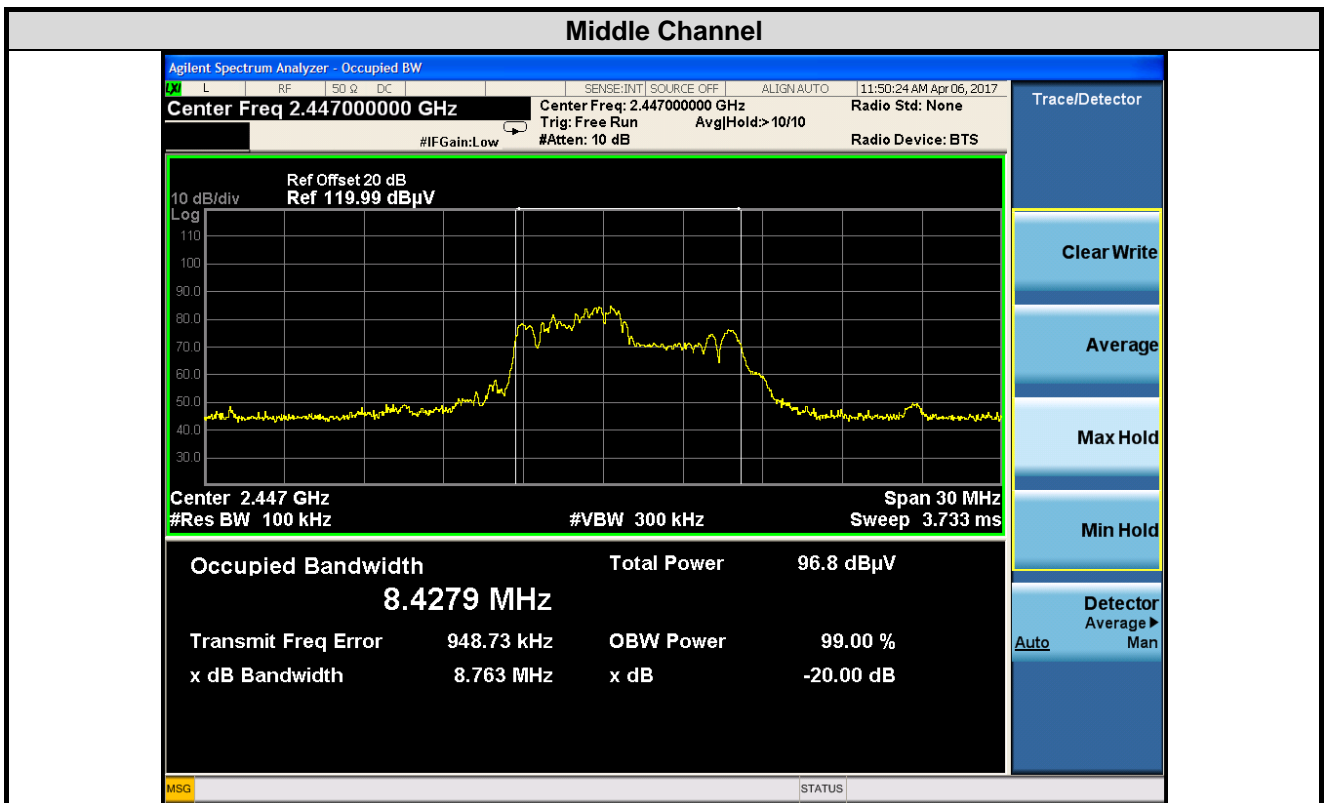 Middle Channel
Agilent Spectrum Analyzer - Occupied BW
LXI L RF 50 Ω DC SENSE:INT SOURCE OFF ALIGN AUTO 11:50:24 AM Apr 06, 2017
Center Freq 2.447000000 GHz Center Freq: 2.447000000 GHz Radio Std: None
Trig: Free Run Avg|Hold:>10/10
#IFGain:Low #Atten: 10 dB Radio Device: BTS
Ref Offset 20 dB
10 dB/div Ref 119.99 dBµV
Log
110
100
90.0
80.0
70.0
60.0
50.0
40.0
30.0
Center 2.447 GHz Span 30 MHz
#Res BW 100 kHz #VBW 300 kHz Sweep 3.733 ms
Occupied Bandwidth Total Power 96.8 dBµV
8.4279 MHz
Transmit Freq Error 948.73 kHz OBW Power 99.00 %
x dB Bandwidth 8.763 MHz x dB -20.00 dB
Trace/Detector
Clear Write
Average
Max Hold
Min Hold
Detector
Average
Auto Man
MSG STATUS